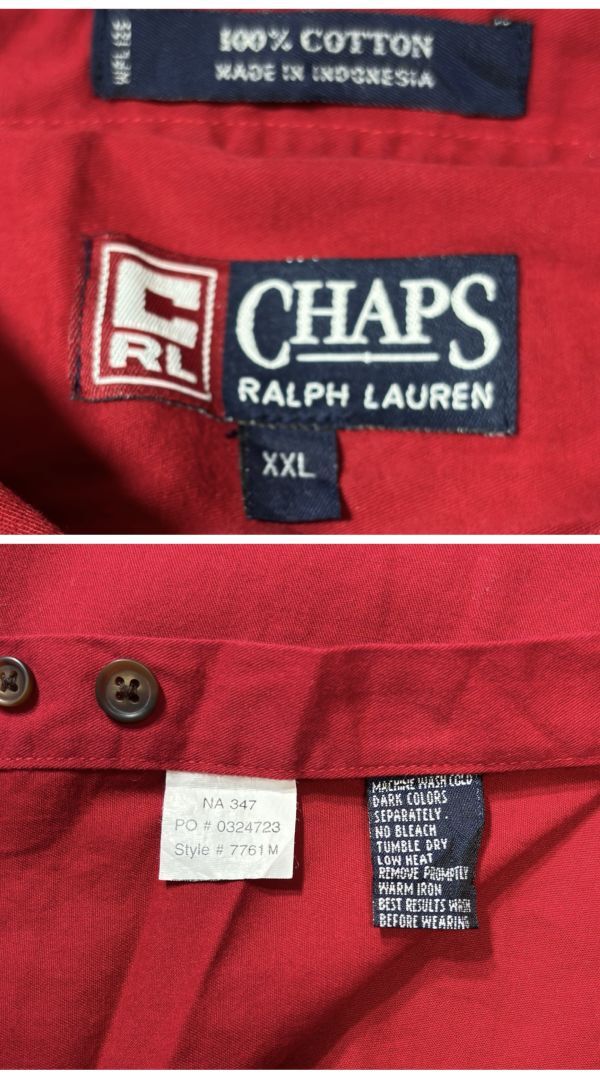 100% COTTON
MADE IN INDONESIA
C
RL
CHAPS
RALPH LAUREN
XXL
NA 347
PO # 0324723
Style # 7761M
MACHINE WASH COLD
DARK COLORS
SEPARATELY.
NO BLEACH
TUMBLE DRY
LOW HEAT
REMOVE PROMPTLY
WARM IRON
BEST RESULTS WASH
BEFORE WEARING